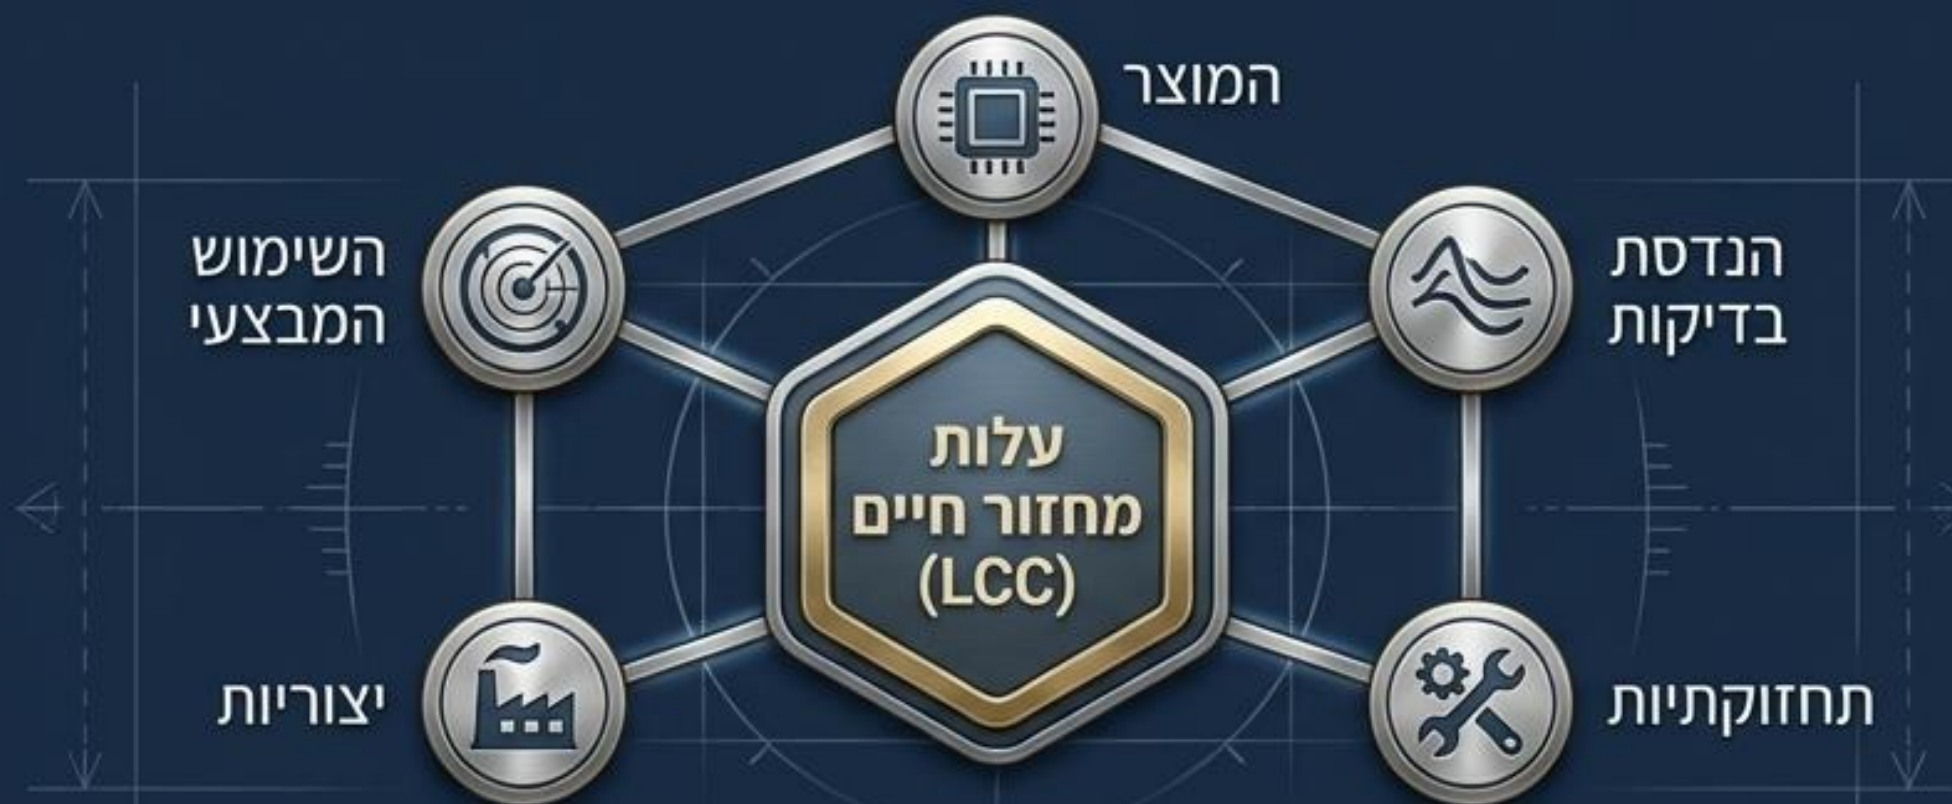 המוצר
הנדסת
בדיקות
השימוש
המבצעי
עלות
מחזור חיים
(LCC)
תחזוקתיות
יצוריות